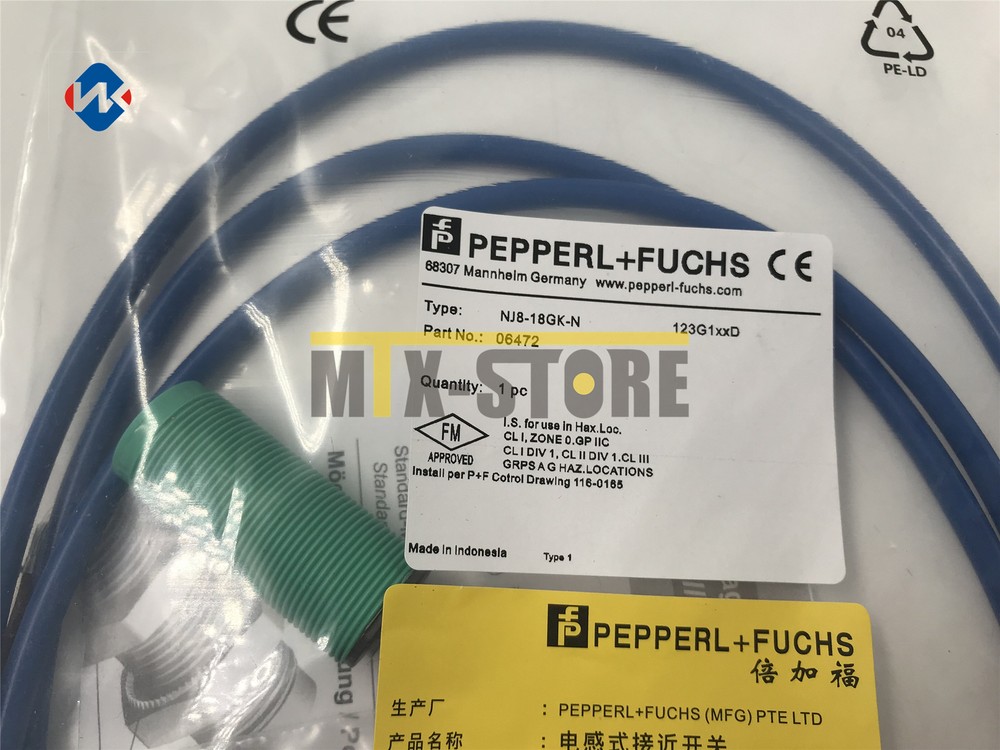 CE
04
PE-LD
PEPPERL+FUCHS CE
68307 Mannheim Germany www.pepperl-fuchs.com
Type: NJ8-18GK-N 123G1xxD
Part No.: 06472
MTX-STORE
Quantity: 1 pc
FM
APPROVED
I.S. for use in Hax.Loc.
CL I, ZONE 0.GP IIC
CL I DIV 1, CL II DIV 1.CL III
GRPS A G HAZ.LOCATIONS
Install per P+F Cotrol Drawing 116-0165
Made in Indonesia Type 1
Standard-
Standa
PEPPERL+FUCHS
倍加福
生产厂 : PEPPERL+FUCHS (MFG) PTE LTD
产品名称 : 电感式接近开关